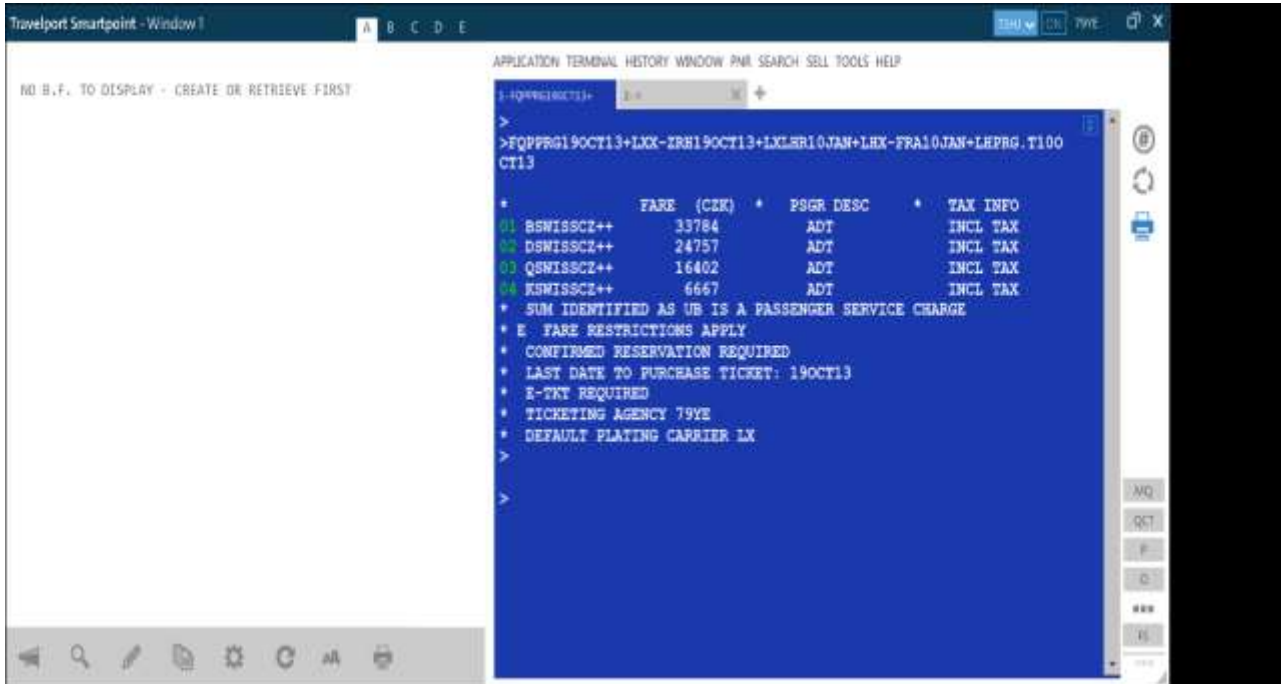 Travelport Smartpoint - Window 1
A B C D E
79YE
NO B.F. TO DISPLAY - CREATE OR RETRIEVE FIRST
APPLICATION TERMINAL HISTORY WINDOW PNR SEARCH SELL TOOLS HELP
1-FQPPRG19OCT13+
>
>FQPPRG19OCT13+LXX-ZRH19OCT13+LXLHR10JAN+LHX-FRA10JAN+LHPRG.T10O
CT13
* FARE (CZK) * PSGR DESC * TAX INFO
01 BSWISSCZ++ 33784 ADT INCL TAX
02 DSWISSCZ++ 24757 ADT INCL TAX
03 QSWISSCZ++ 16402 ADT INCL TAX
04 KSWISSCZ++ 6667 ADT INCL TAX
* SUM IDENTIFIED AS UB IS A PASSENGER SERVICE CHARGE
* E FARE RESTRICTIONS APPLY
* CONFIRMED RESERVATION REQUIRED
* LAST DATE TO PURCHASE TICKET: 19OCT13
* E-TKT REQUIRED
* TICKETING AGENCY 79YE
* DEFAULT PLATING CARRIER LX
>
>
MQ
QCT
P